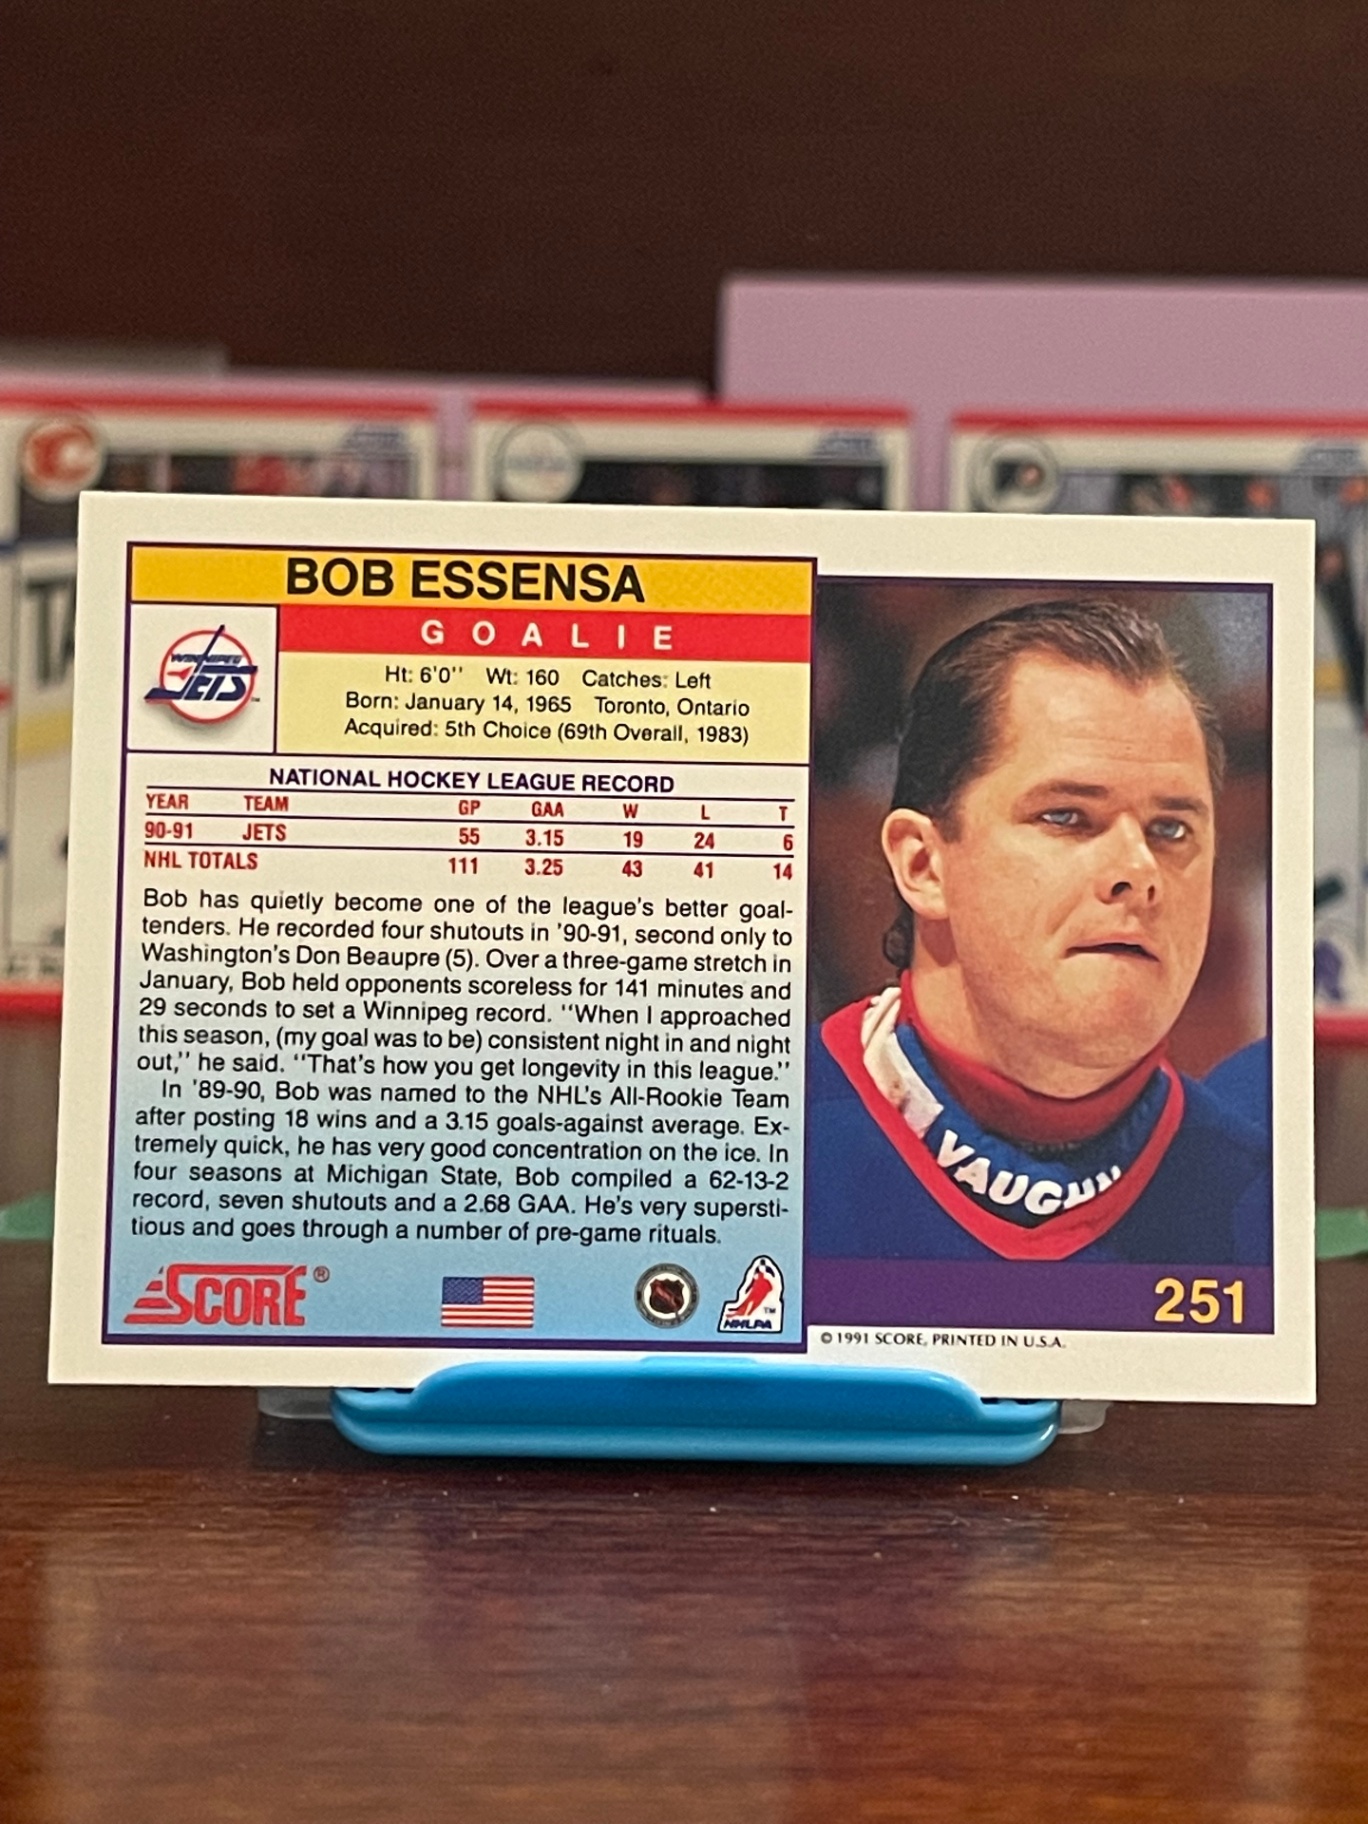 BOB ESSENSA
GOALIE
WINNIPEG
JETS
Ht: 6'0'' Wt: 160 Catches: Left
Born: January 14, 1965 Toronto, Ontario
Acquired: 5th Choice (69th Overall, 1983)
NATIONAL HOCKEY LEAGUE RECORD
YEAR TEAM GP GAA W L T
90-91 JETS 55 3.15 19 24 6
NHL TOTALS 111 3.25 43 41 14
Bob has quietly become one of the league's better goal-
tenders. He recorded four shutouts in '90-91, second only to
Washington's Don Beaupre (5). Over a three-game stretch in
January, Bob held opponents scoreless for 141 minutes and
29 seconds to set a Winnipeg record. ''When I approached
this season, (my goal was to be) consistent night in and night
out,'' he said. ''That's how you get longevity in this league.''
In '89-90, Bob was named to the NHL's All-Rookie Team
after posting 18 wins and a 3.15 goals-against average. Ex-
tremely quick, he has very good concentration on the ice. In
four seasons at Michigan State, Bob compiled a 62-13-2
record, seven shutouts and a 2.68 GAA. He's very supersti-
tious and goes through a number of pre-game rituals.
SCORE®
NHLPA
TM
VAUGHN
251
© 1991 SCORE, PRINTED IN U.S.A.